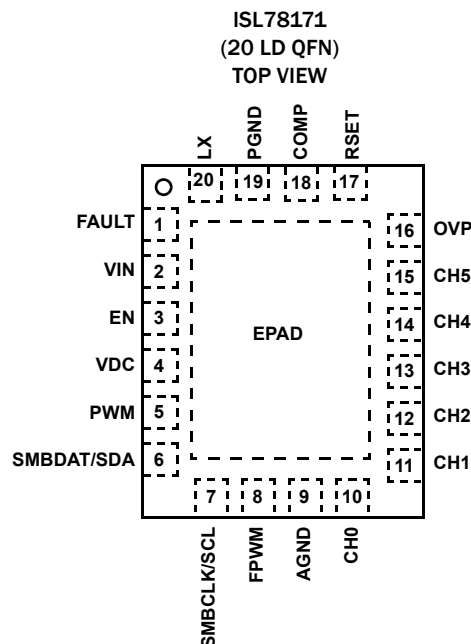 ISL78171
(20 LD QFN)
TOP VIEW
LX
PGND
COMP
RSET
20
19
18
17
FAULT 1
VIN 2
EN 3
VDC 4
PWM 5
SMBDAT/SDA 6
EPAD
16 OVP
15 CH5
14 CH4
13 CH3
12 CH2
11 CH1
7
8
9
10
SMBCLK/SCL
FPWM
AGND
CH0